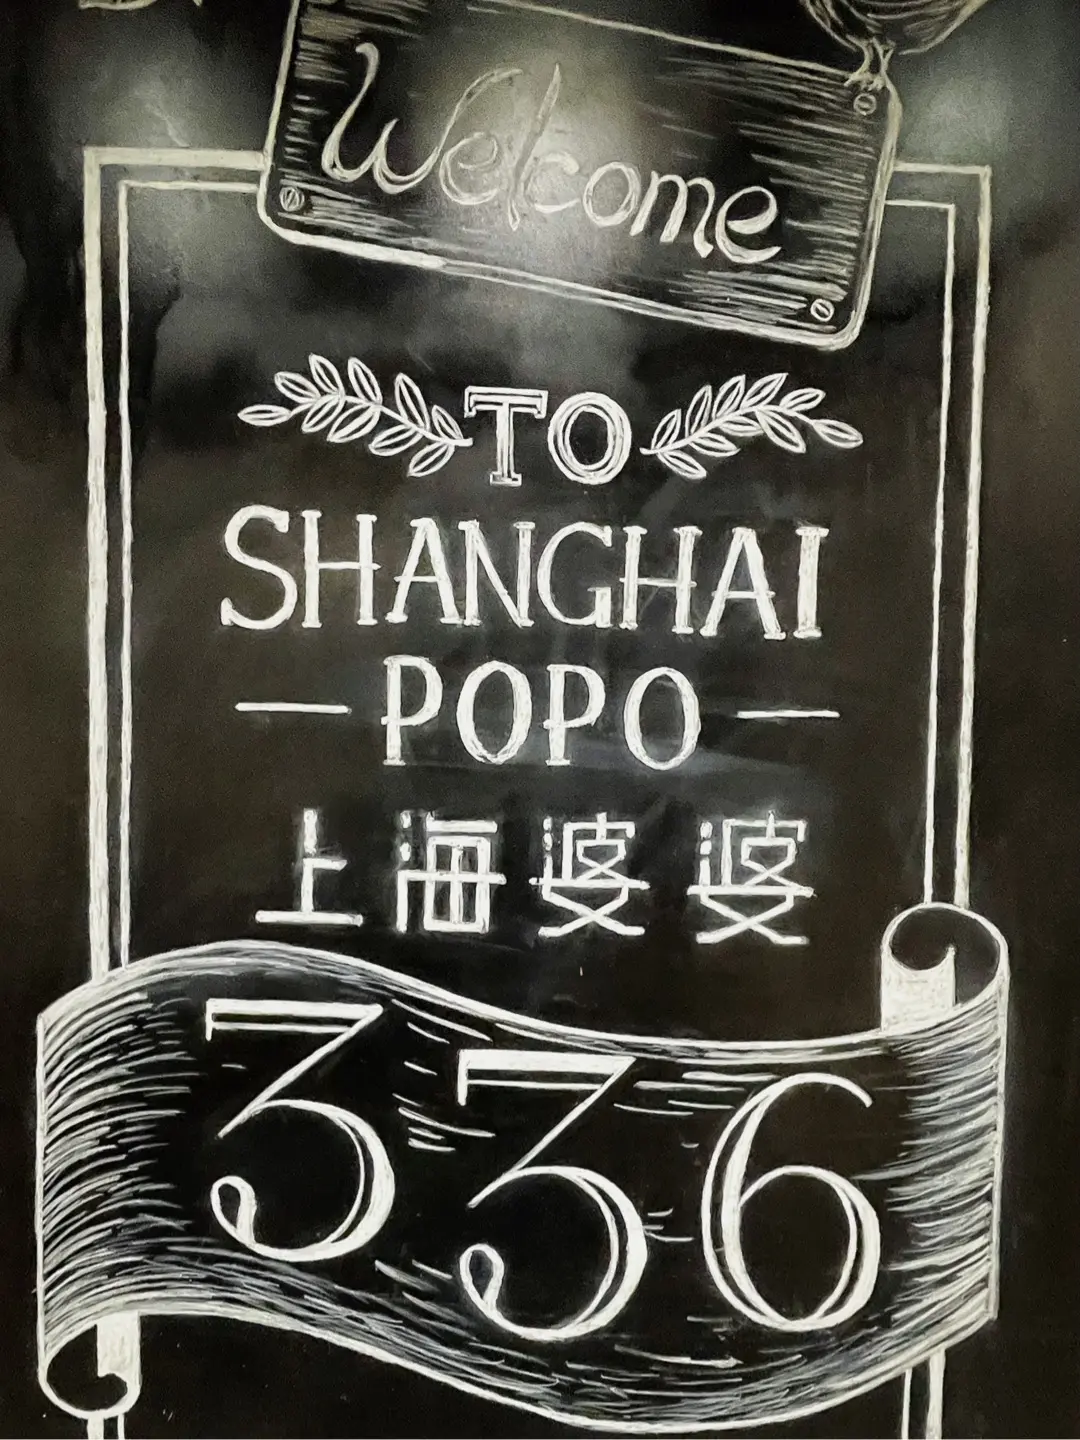 Welcome
TO
SHANGHAI
POPO
上海婆婆
336